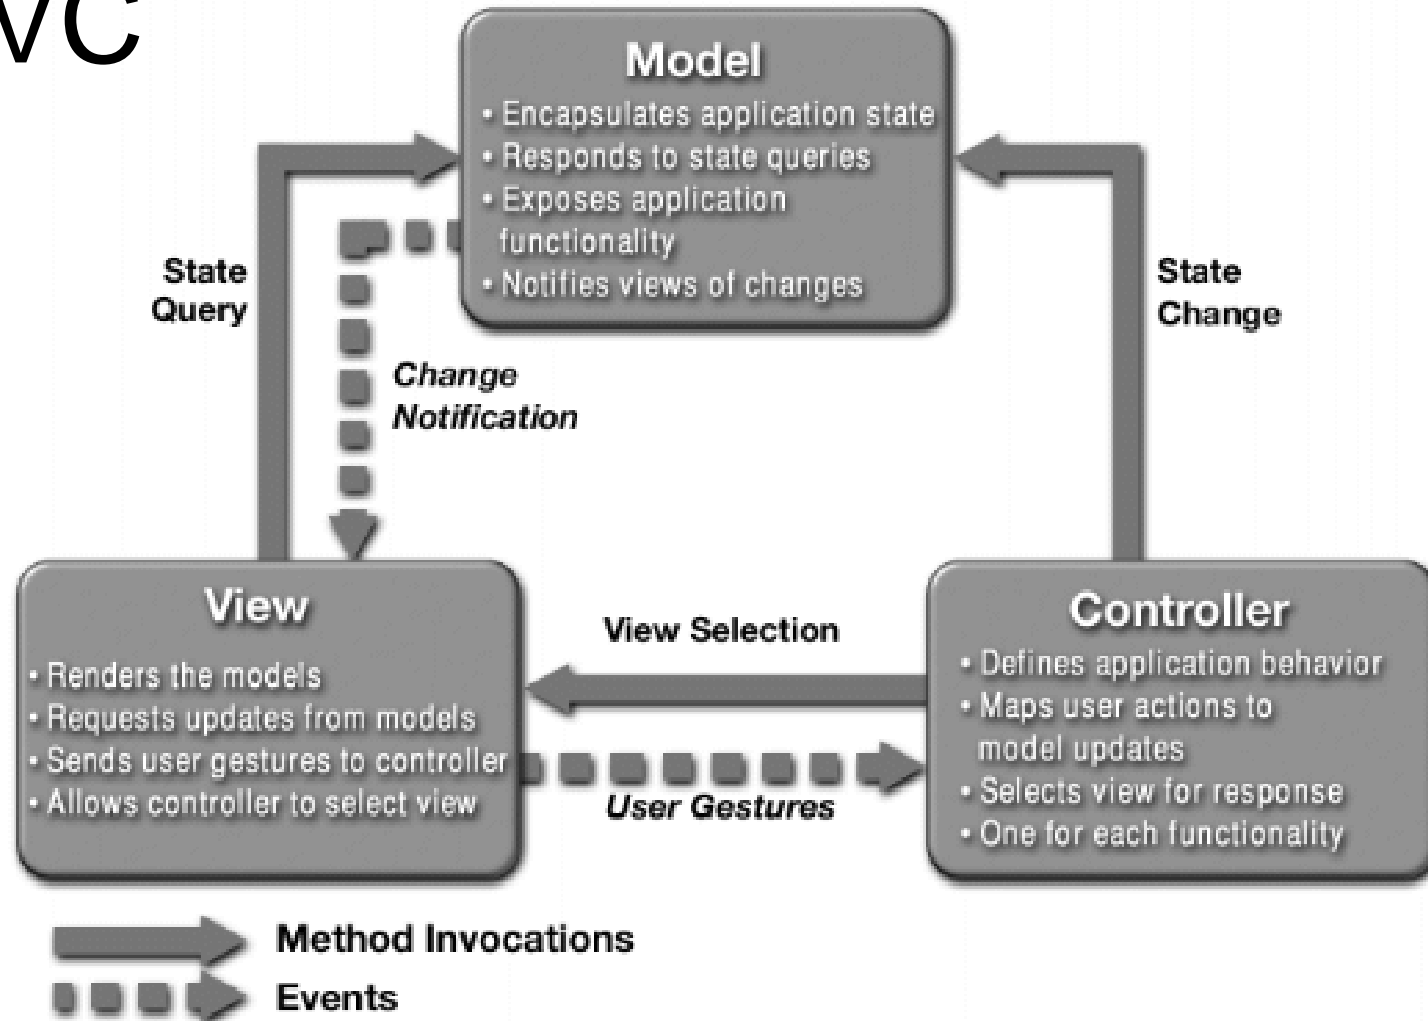 VC
Model
• Encapsulates application state
• Responds to state queries
• Exposes application
functionality
• Notifies views of changes
State
Query
State
Change
Change
Notification
View
• Renders the models
• Requests updates from models
• Sends user gestures to controller
• Allows controller to select view
View Selection
User Gestures
Controller
• Defines application behavior
• Maps user actions to
model updates
• Selects view for response
• One for each functionality
Method Invocations
Events